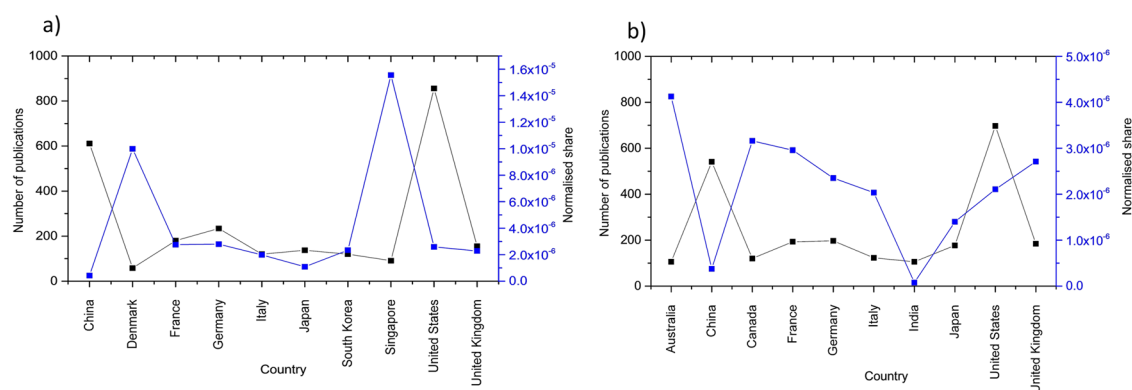 a)
Number of publications
1000
800
600
400
200
0
1.6x10⁻⁵
1.4x10⁻⁵
1.2x10⁻⁵
1.0x10⁻⁵
8.0x10⁻⁶
6.0x10⁻⁶
4.0x10⁻⁶
2.0x10⁻⁶
0.0
Normalised share
China
Denmark
France
Germany
Italy
Japan
South Korea
Singapore
United States
United Kingdom
Country
b)
Number of publications
1000
800
600
400
200
0
5.0x10⁻⁶
4.0x10⁻⁶
3.0x10⁻⁶
2.0x10⁻⁶
1.0x10⁻⁶
0.0
Normalised share
Australia
China
Canada
France
Germany
Italy
India
Japan
United States
United Kingdom
Country